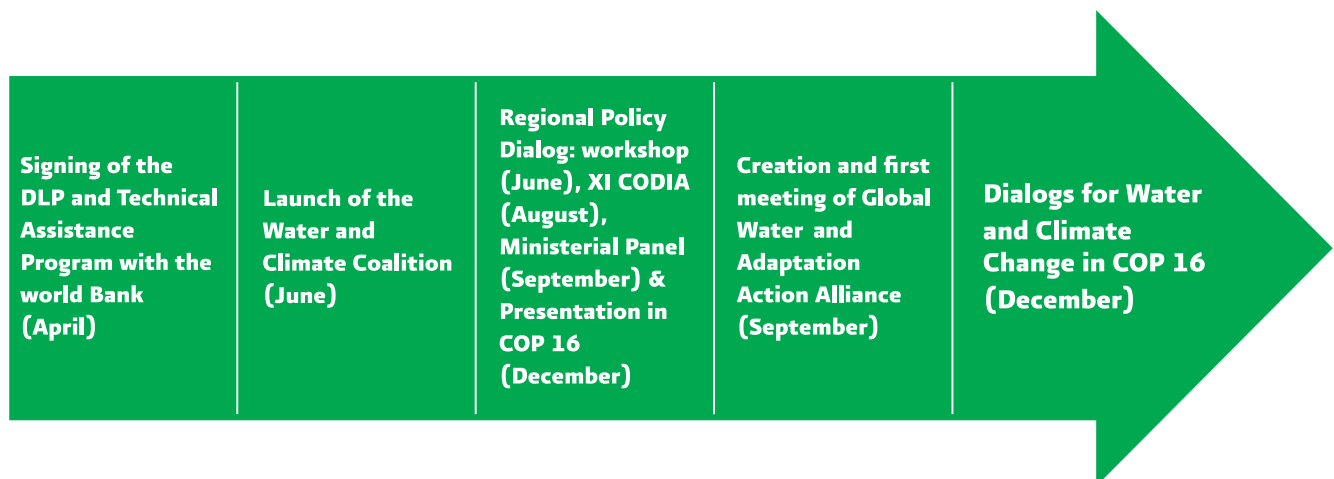 Signing of the
DLP and Technical
Assistance
Program with the
world Bank
(April)
Launch of the
Water and
Climate Coalition
(June)
Regional Policy
Dialog: workshop
(June), XI CODIA
(August),
Ministerial Panel
(September) &
Presentation in
COP 16
(December)
Creation and first
meeting of Global
Water and
Adaptation
Action Alliance
(September)
Dialogs for Water
and Climate
Change in COP 16
(December)